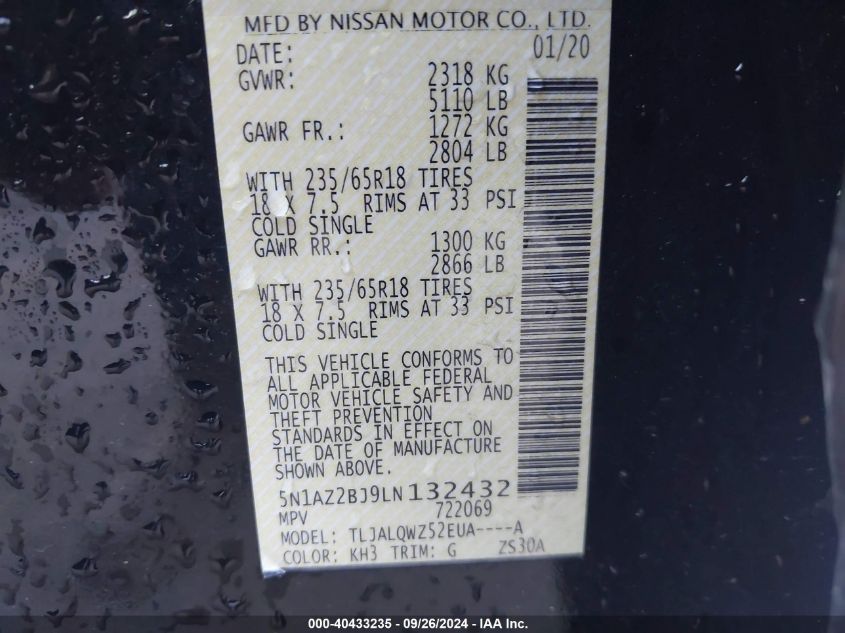 MFD BY NISSAN MOTOR CO., LTD.
DATE: 01/20
GVWR: 2318 KG
5110 LB
GAWR FR.: 1272 KG
2804 LB
WITH 235/65R18 TIRES
18 X 7.5 RIMS AT 33 PSI
COLD SINGLE
GAWR RR.: 1300 KG
2866 LB
WITH 235/65R18 TIRES
18 X 7.5 RIMS AT 33 PSI
COLD SINGLE
THIS VEHICLE CONFORMS TO
ALL APPLICABLE FEDERAL
MOTOR VEHICLE SAFETY AND
THEFT PREVENTION
STANDARDS IN EFFECT ON
THE DATE OF MANUFACTURE
SHOWN ABOVE.
5N1AZ2BJ9LN132432
MPV 722069
MODEL: TLJALQWZ52EUA----A
COLOR: KH3 TRIM: G ZS30A
000-40433235 - 09/26/2024 - IAA Inc.